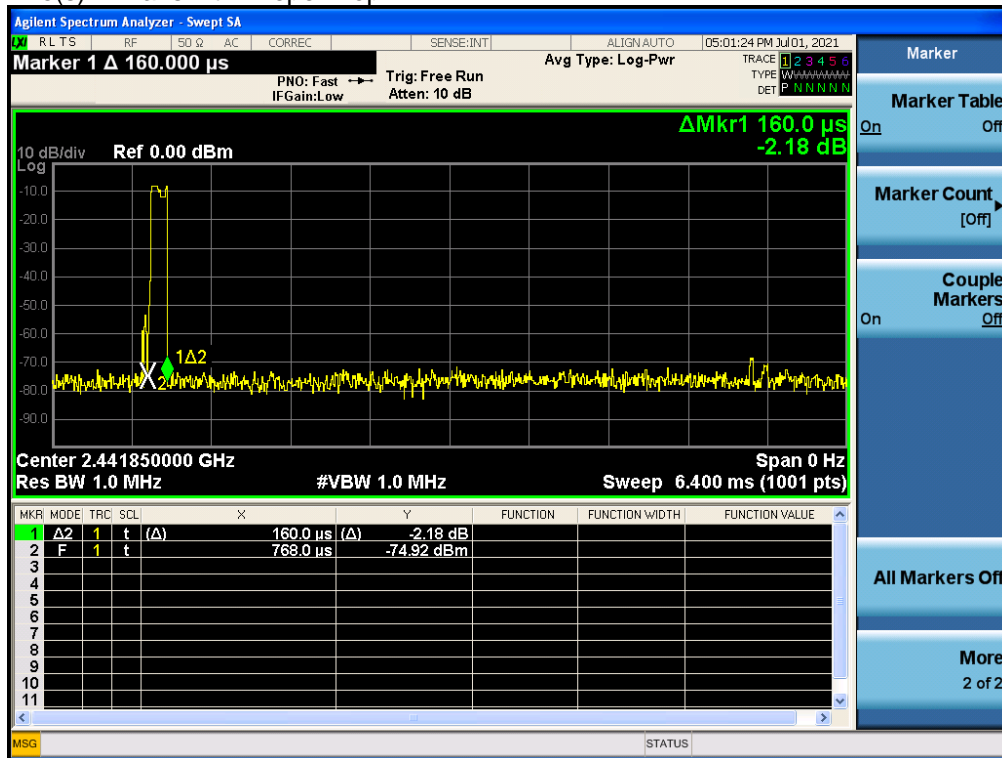 Agilent Spectrum Analyzer - Swept SA
LXI RLTS RF 50 Ω AC CORREC SENSE:INT ALIGNAUTO 05:01:24 PM Jul 01, 2021
Marker 1 Δ 160.000 µs
PNO: Fast
IFGain:Low
Trig: Free Run
Atten: 10 dB
Avg Type: Log-Pwr
TRACE 1 2 3 4 5 6
TYPE W
DET P N N N N N
ΔMkr1 160.0 µs
-2.18 dB
10 dB/div Ref 0.00 dBm
Log
-10.0
-20.0
-30.0
-40.0
-50.0
-60.0
-70.0
-80.0
-90.0
1Δ2
2
Center 2.441850000 GHz Span 0 Hz
Res BW 1.0 MHz #VBW 1.0 MHz Sweep 6.400 ms (1001 pts)
MKR MODE TRC SCL X Y FUNCTION FUNCTION WIDTH FUNCTION VALUE
1 Δ2 1 t (Δ) 160.0 µs (Δ) -2.18 dB
2 F 1 t 768.0 µs -74.92 dBm
3
4
5
6
7
8
9
10
11
MSG STATUS
Marker
Marker Table
On Off
Marker Count
[Off]
Couple
Markers
On Off
All Markers Off
More
2 of 2